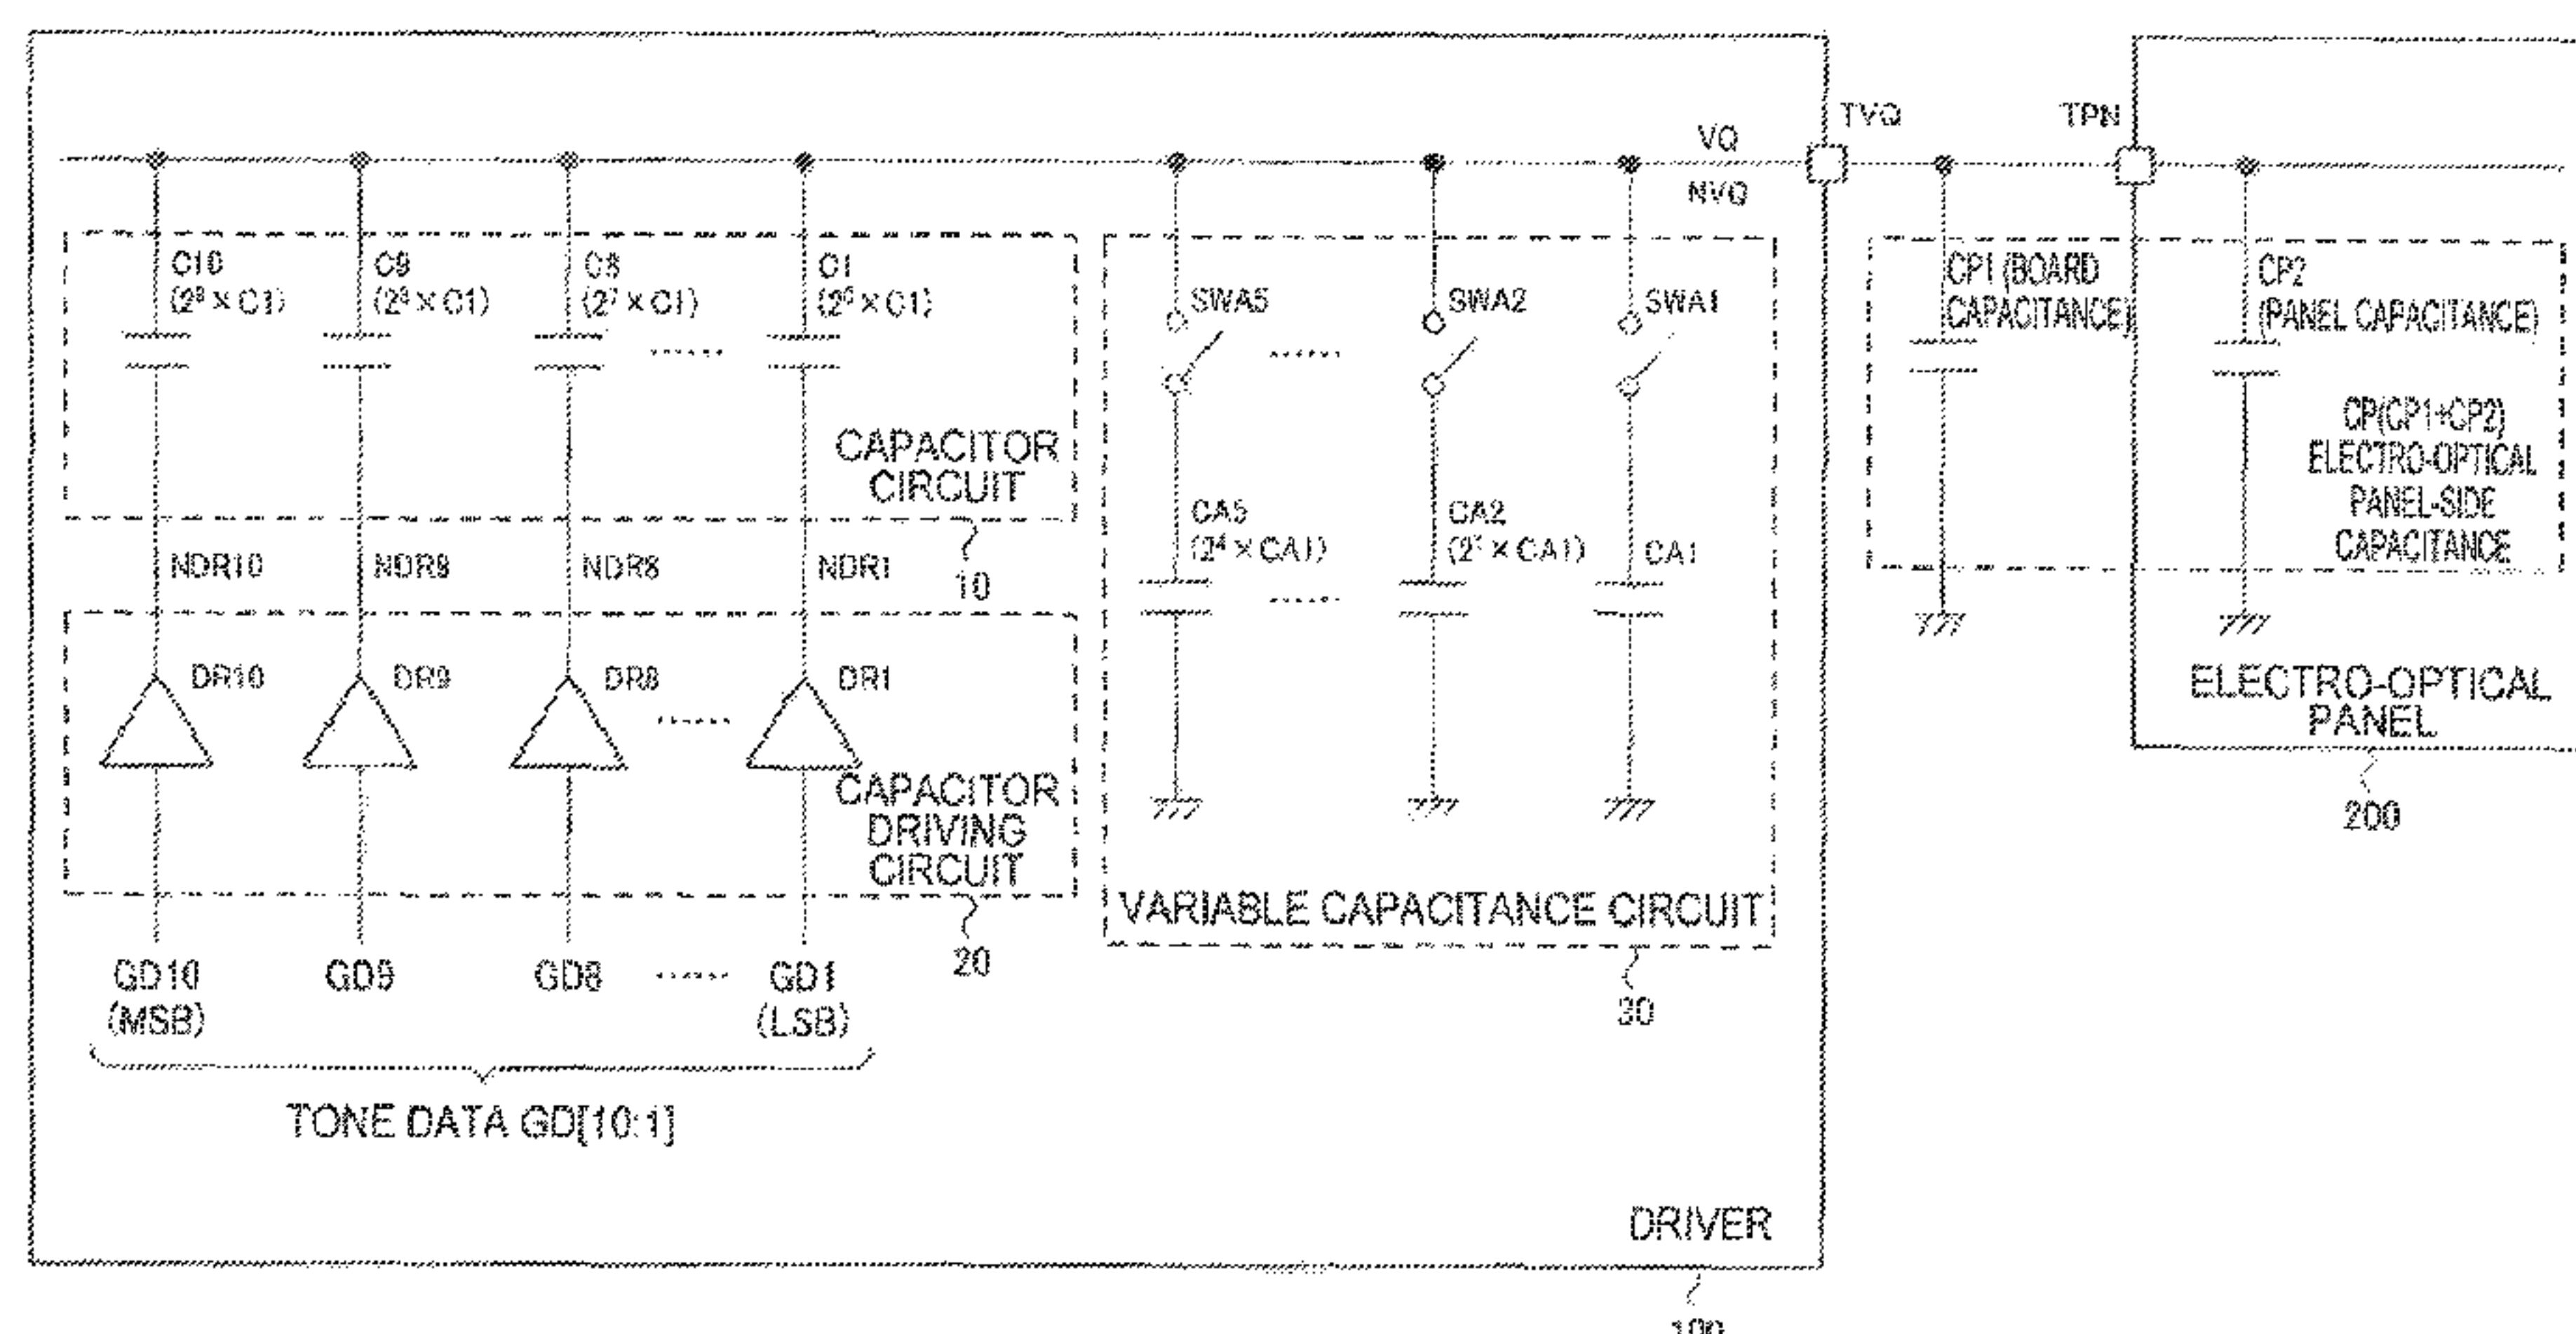 TVQ
TPN
VQ
NVQ
C10
(2⁹×C1)
C9
(2⁸×C1)
C8
(2⁷×C1)
......
C1
(2⁰×C1)
CAPACITOR
CIRCUIT
10
SWA5
......
SWA2
SWA1
CP1 (BOARD
CAPACITANCE)
CP2
(PANEL CAPACITANCE)
CP(CP1+CP2)
ELECTRO-OPTICAL
PANEL-SIDE
CAPACITANCE
NDR10
NDR9
NDR8
NDR1
CA5
(2⁴×CA1)
......
CA2
(2¹×CA1)
CA1
DR10
DR9
DR8
......
DR1
CAPACITOR
DRIVING
CIRCUIT
20
VARIABLE CAPACITANCE CIRCUIT
30
ELECTRO-OPTICAL
PANEL
200
GD10
(MSB)
GD9
GD8
......
GD1
(LSB)
TONE DATA GD[10:1]
DRIVER
100